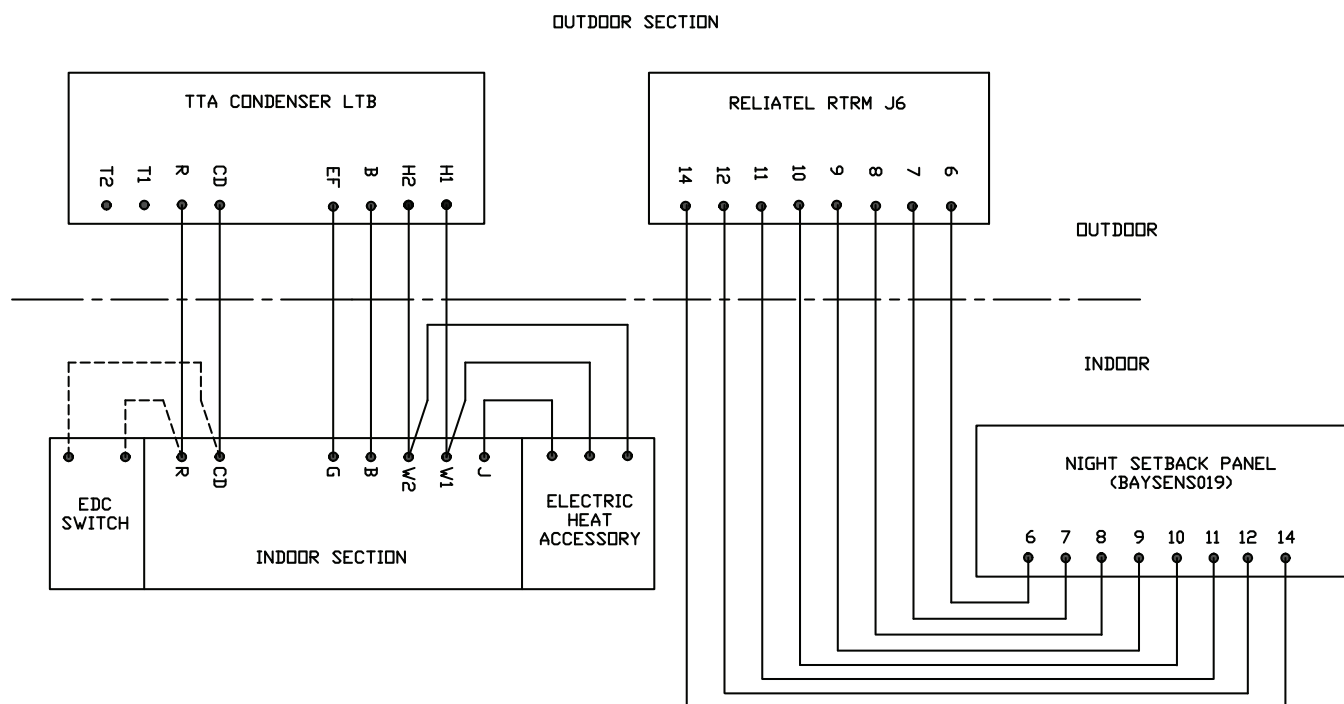 OUTDOOR SECTION
TTA CONDENSER LTB
T2 T1 R CD EF B H2 H1
RELIATEL RTRM J6
14 12 11 10 9 8 7 6
OUTDOOR
INDOOR
R CD G B W2 W1 J
EDC
SWITCH
INDOOR SECTION
ELECTRIC
HEAT
ACCESSORY
NIGHT SETBACK PANEL
(BAYSENS019)
6 7 8 9 10 11 12 14